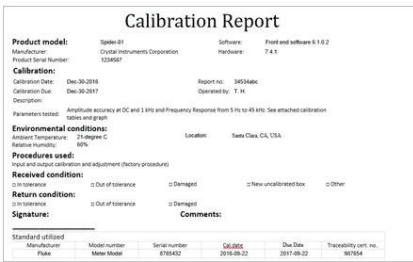 Calibration Report
Product model: Spider-81 Software: Front end software 6.1.0.2
Manufacturer: Crystal Instruments Corporation Hardware: 7.4.1
Product Serial Number: 1234567
Calibration:
Calibration Date: Dec-30-2016 Report no: 34534abc
Calibration Due: Dec-30-2017 Operated by: T. H.
Description:
Parameters tested: Amplitude accuracy at DC and 1 kHz and Frequency Response from 5 Hz to 45 kHz. See attached calibration
tables and graph
Environmental conditions:
Ambient Temperature: 21-degree C Location: Santa Clara, CA, USA
Relative Humidity: 60%
Procedures used:
Input and output calibration and adjustment (factory procedure)
Received condition:
□ In tolerance □ Out of tolerance □ Damaged □ New uncalibrated box □ Other
Return condition:
□ In tolerance □ Out of tolerance □ Damaged
Signature: Comments:
Standard utilized
Manufacturer Model number Serial number Cal.date Due Date Traceability cert. no.
Fluke Meter Model 8765432 2016-09-22 2017-09-22 987654